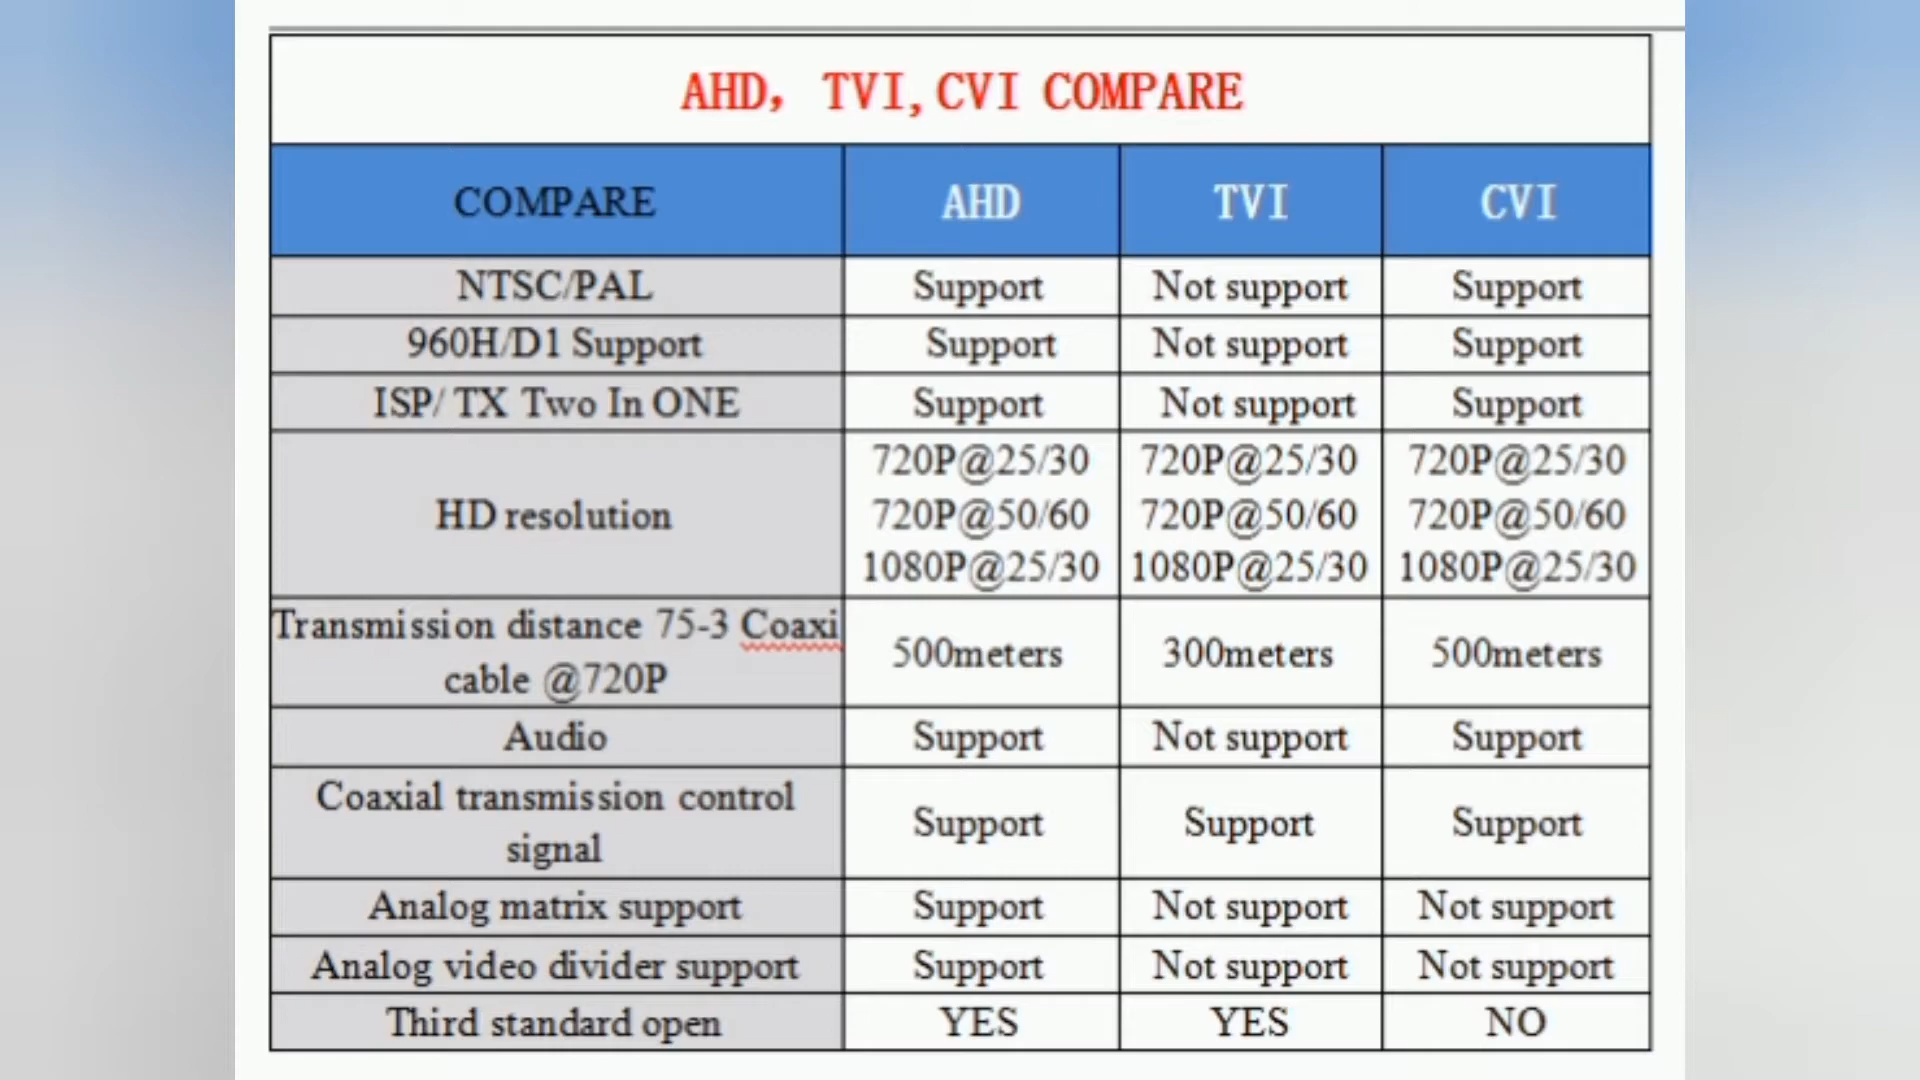 AHD, TVI,CVI COMPARE
COMPARE AHD TVI CVI
NTSC/PAL Support Not support Support
960H/D1 Support Support Not support Support
ISP/ TX Two In ONE Support Not support Support
HD resolution
720P@25/30 720P@25/30 720P@25/30
720P@50/60 720P@50/60 720P@50/60
1080P@25/30 1080P@25/30 1080P@25/30
Transmission distance 75-3 Coaxi
cable @720P
500meters 300meters 500meters
Audio Support Not support Support
Coaxial transmission control
signal
Support Support Support
Analog matrix support Support Not support Not support
Analog video divider support Support Not support Not support
Third standard open YES YES NO